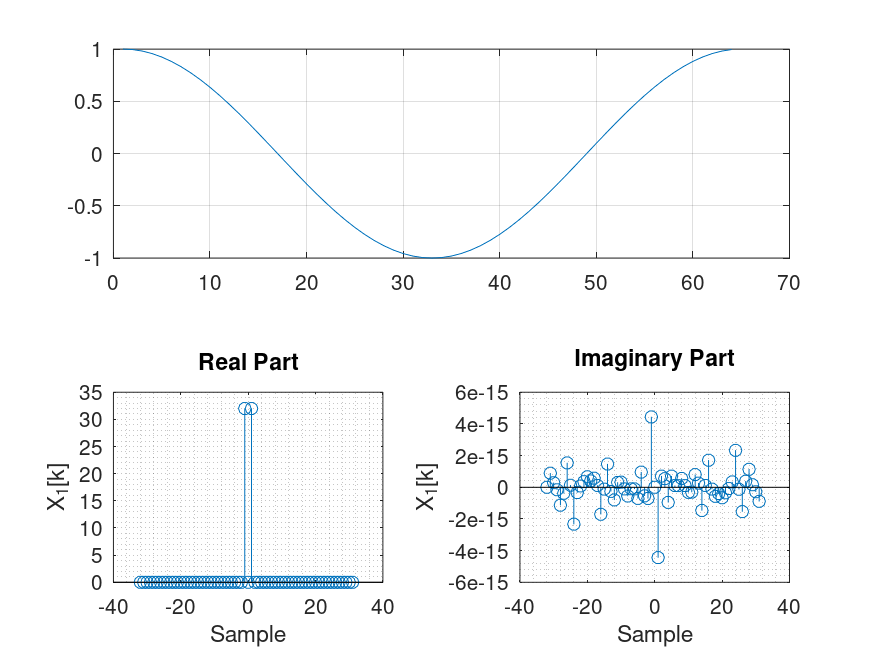 1
0.5
0
-0.5
-1
0 10 20 30 40 50 60 70
Real Part
35
30
25
20
15
10
5
0
X1[k]
-40 -20 0 20 40
Sample
Imaginary Part
6e-15
4e-15
2e-15
0
-2e-15
-4e-15
-6e-15
X1[k]
-40 -20 0 20 40
Sample